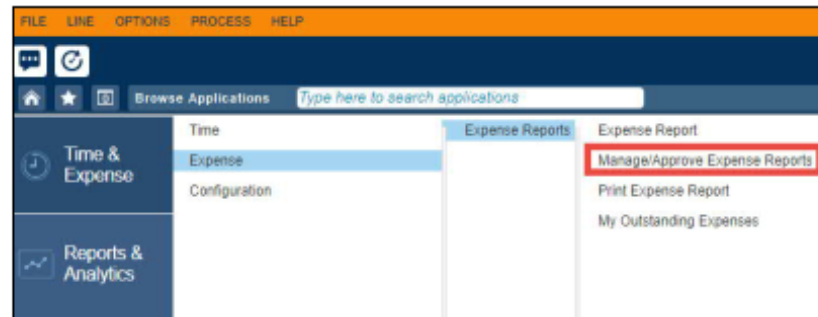 FILE LINE OPTIONS PROCESS HELP
Browse Applications Type here to search applications
Time & Expense
Reports & Analytics
Time
Expense
Configuration
Expense Reports
Expense Report
Manage/Approve Expense Reports
Print Expense Report
My Outstanding Expenses